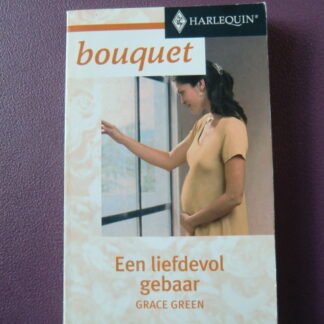 HARLEQUIN®
bouquet
Een liefdevol
gebaar
GRACE GREEN